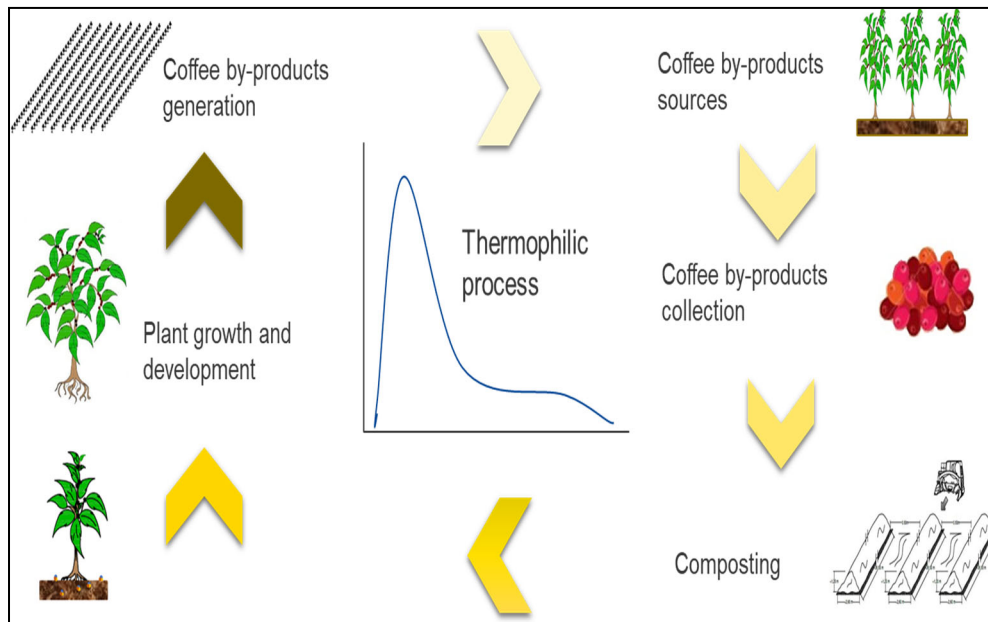 Coffee by-products
generation
Coffee by-products
sources
Thermophilic
process
Coffee by-products
collection
Plant growth and
development
Composting